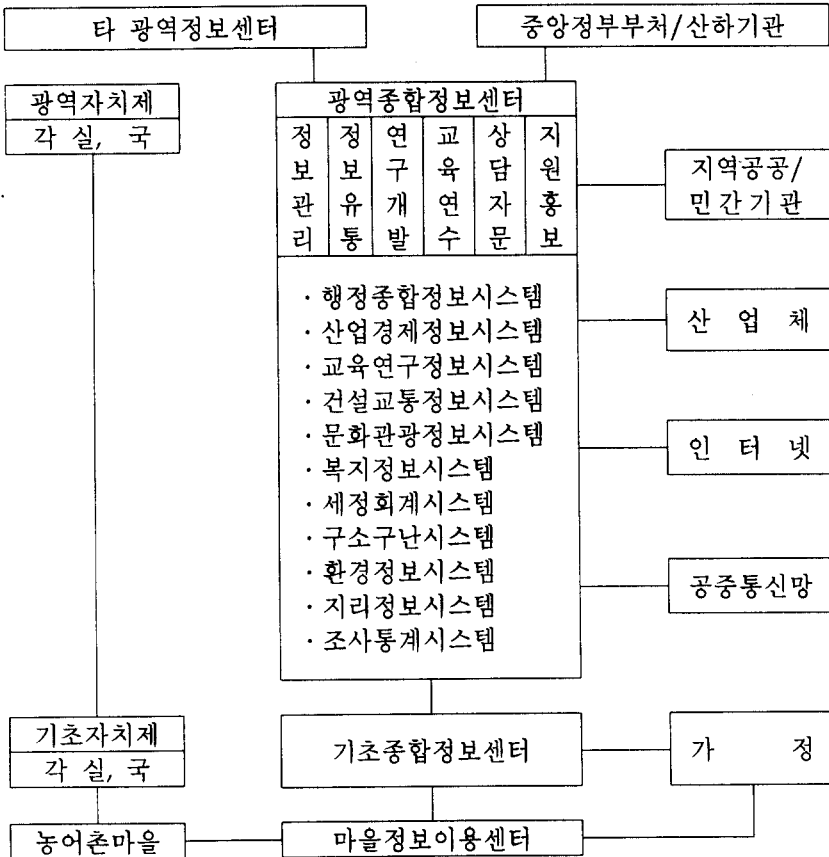 타 광역정보센터
중앙정부부처/산하기관
광역자치제
각 실, 국
광역종합정보센터
정보관리
정보유통
연구개발
교육연수
상담자문
지원홍보
지역공공/
민간기관
· 행정종합정보시스템
· 산업경제정보시스템
· 교육연구정보시스템
· 건설교통정보시스템
· 문화관광정보시스템
· 복지정보시스템
· 세정회계시스템
· 구소구난시스템
· 환경정보시스템
· 지리정보시스템
· 조사통계시스템
산 업 체
인 터 넷
공중통신망
기초자치제
각 실, 국
기초종합정보센터
가 정
농어촌마을
마을정보이용센터